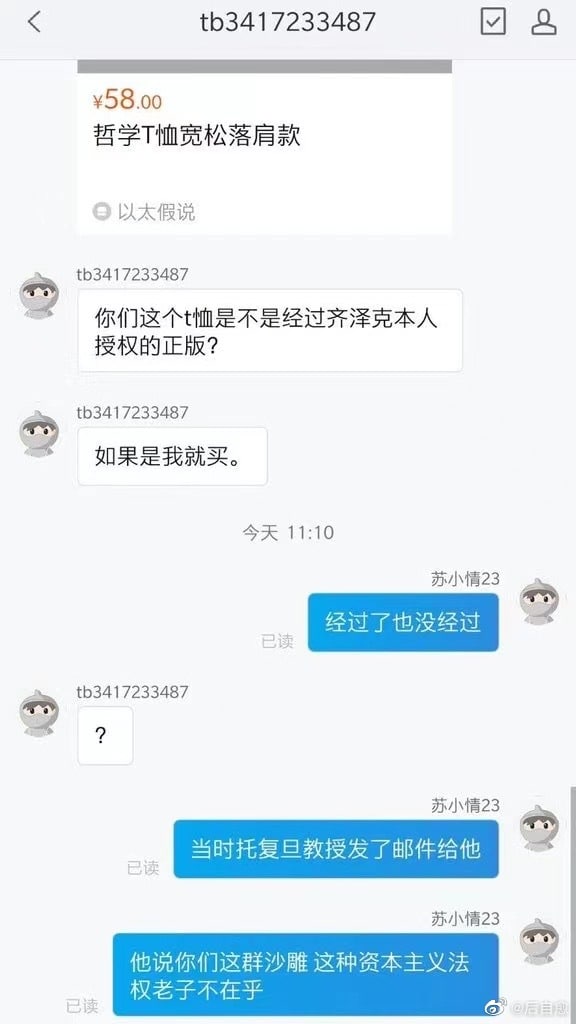 tb3417233487
¥58.00
哲学T恤宽松落肩款
以太假说
tb3417233487
你们这个t恤是不是经过齐泽克本人
授权的正版?
tb3417233487
如果是我就买。
今天 11:10
苏小情23
经过了也没经过
已读
tb3417233487
?
苏小情23
当时托复旦教授发了邮件给他
已读
苏小情23
他说你们这群沙雕 这种资本主义法
权老子不在乎
已读
@后自愈